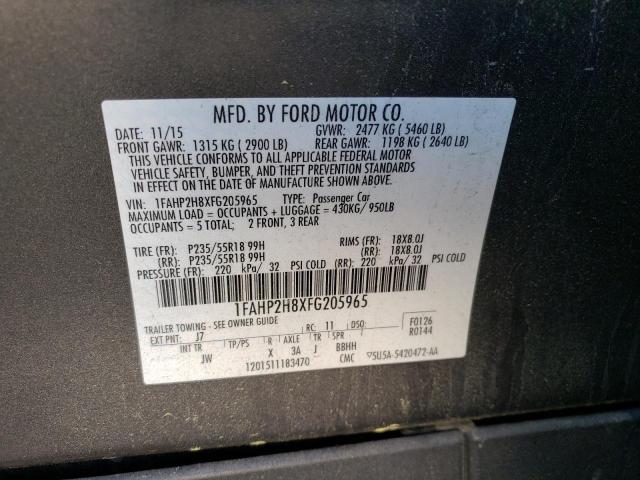 MFD. BY FORD MOTOR CO.
DATE: 11/15 GVWR: 2477 KG ( 5460 LB)
FRONT GAWR: 1315 KG ( 2900 LB) REAR GAWR: 1198 KG ( 2640 LB)
THIS VEHICLE CONFORMS TO ALL APPLICABLE FEDERAL MOTOR
VEHICLE SAFETY, BUMPER, AND THEFT PREVENTION STANDARDS
IN EFFECT ON THE DATE OF MANUFACTURE SHOWN ABOVE.
VIN: 1FAHP2H8XFG205965 TYPE: Passenger Car
MAXIMUM LOAD = OCCUPANTS + LUGGAGE = 430KG/ 950LB
OCCUPANTS = 5 TOTAL; 2 FRONT, 3 REAR
TIRE (FR): P235/55R18 99H RIMS (FR): 18X8.0J
(RR): P235/55R18 99H (RR): 18X8.0J
PRESSURE (FR): 220 kPa/ 32 PSI COLD (RR): 220 kPa/ 32 PSI COLD
1FAHP2H8XFG205965
TRAILER TOWING - SEE OWNER GUIDE
EXT PNT: J7 RC: 11 DSO: F0126
INT TR TP/PS R AXLE TR SPR R0144
JW X 3A J BBHH
1201511183470 CMC ▽5U5A-5420472-AA